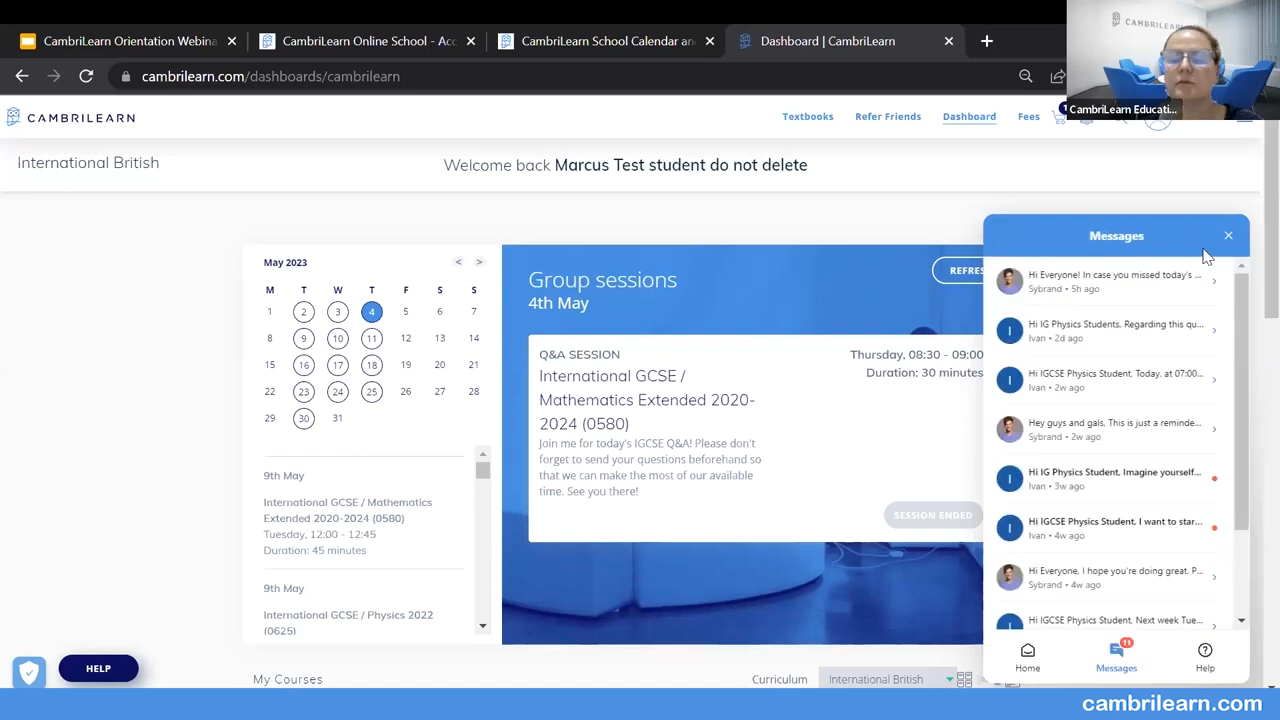 CambriLearn Orientation Webina
CambriLearn Online School - Acc
CambriLearn School Calendar an
Dashboard | CambriLearn
cambrilearn.com/dashboards/cambrilearn
CAMBRILEARN
CambriLearn Educati...
CAMBRILEARN
Textbooks
Refer Friends
Dashboard
Fees
International British
Welcome back Marcus Test student do not delete
May 2023
< >
M T W T F S S
1 2 3 4 5 6 7
8 9 10 11 12 13 14
15 16 17 18 19 20 21
22 23 24 25 26 27 28
29 30 31
9th May
International GCSE / Mathematics
Extended 2020-2024 (0580)
Tuesday, 12:00 - 12:45
Duration: 45 minutes
9th May
International GCSE / Physics 2022
(0625)
Group sessions
4th May
REFRES
Q&A SESSION
International GCSE /
Mathematics Extended 2020-
2024 (0580)
Join me for today's IGCSE Q&A! Please don't
forget to send your questions beforehand so
that we can make the most of our available
time. See you there!
Thursday, 08:30 - 09:00
Duration: 30 minutes
SESSION ENDED
Messages
Hi Everyone! In case you missed today's ...
Sybrand • 5h ago
Hi IG Physics Students, Regarding this qu...
Ivan • 2d ago
Hi IGCSE Physics Student, Today, at 07:00...
Ivan • 2w ago
Hey guys and gals, This is just a reminde...
Sybrand • 2w ago
Hi IG Physics Student, Imagine yourself...
Ivan • 3w ago
Hi IGCSE Physics Student, I want to star...
Ivan • 4w ago
Hi Everyone, I hope you're doing great. P...
Sybrand • 4w ago
Hi IGCSE Physics Student, Next week Tue...
I
I
I
I
I
11
Home
Messages
Help
HELP
My Courses
Curriculum
International British
cambrilearn.com